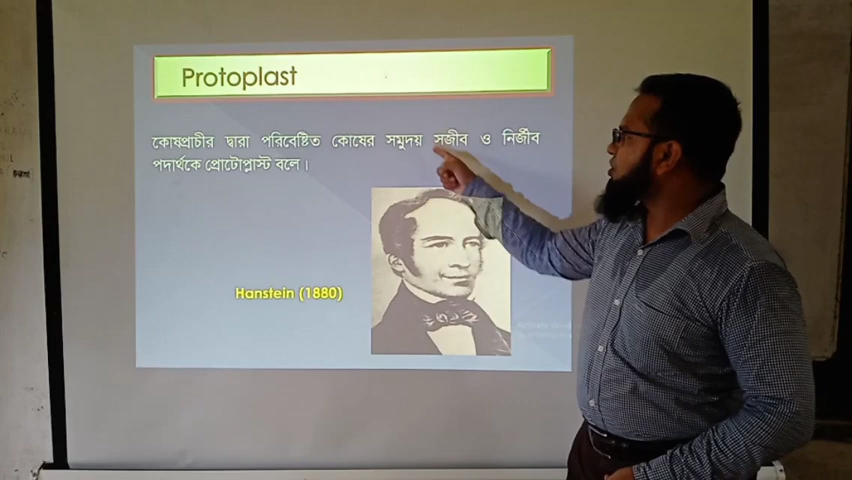 Protoplast
কোষপ্রাচীর দ্বারা পরিবেষ্টিত কোষের সমুদয় সজীব ও নির্জীব
পদার্থকে প্রোটোপ্লাস্ট বলে ।
Hanstein (1880)